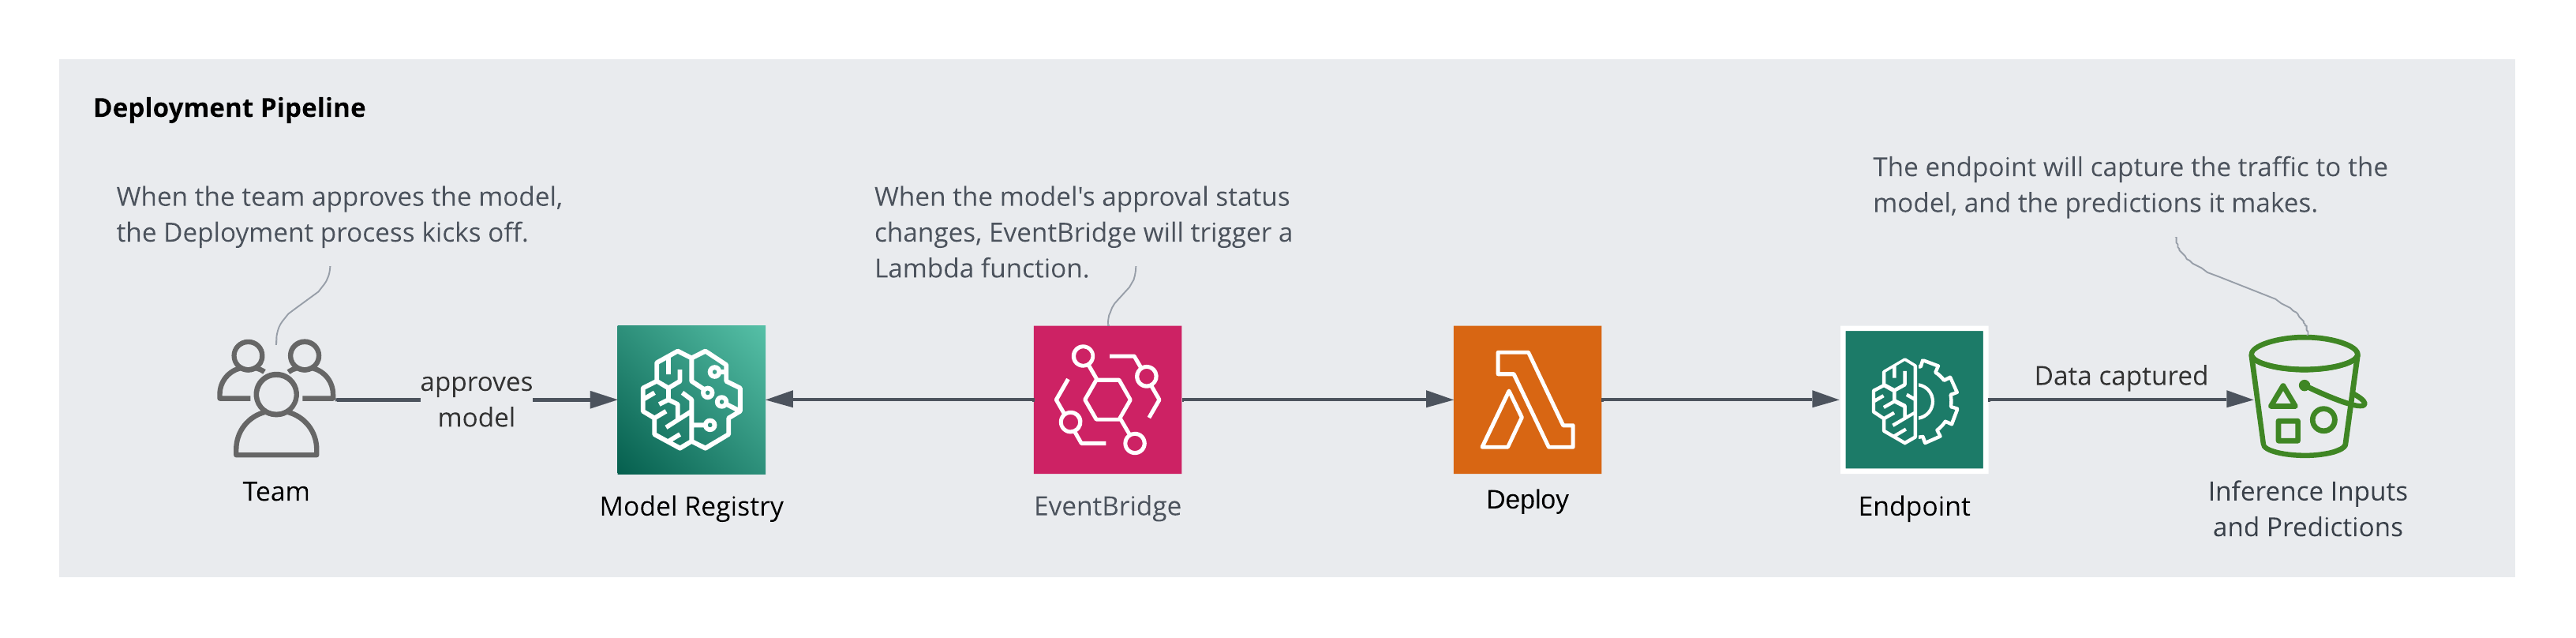 Deployment Pipeline
When the team approves the model,
the Deployment process kicks off.
When the model's approval status
changes, EventBridge will trigger a
Lambda function.
The endpoint will capture the traffic to the
model, and the predictions it makes.
approves
model
Data captured
Team
Model Registry
EventBridge
Deploy
Endpoint
Inference Inputs
and Predictions